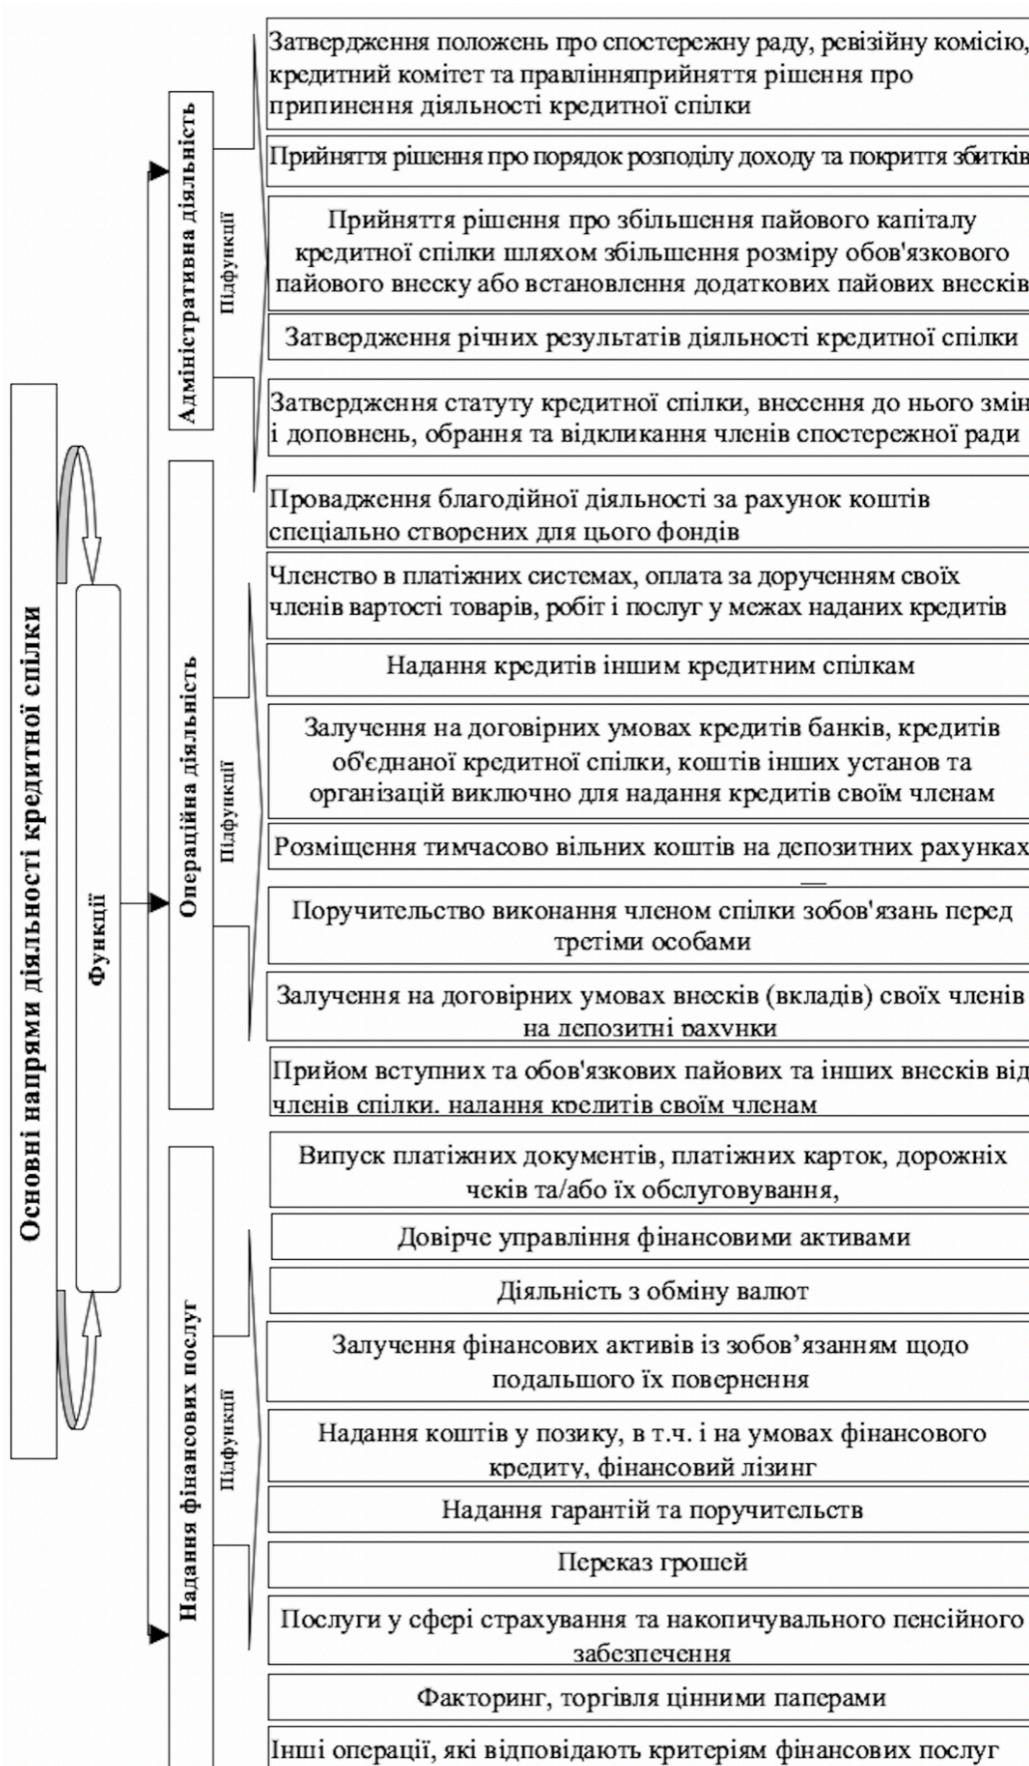 Основні напрями діяльності кредитної спілки
Функції
Адміністративна діяльність
Підфункції
Затвердження положень про спостережну раду, ревізійну комісію,
кредитний комітет та правлінняприйняття рішення про
припинення діяльності кредитної спілки
Прийняття рішення про порядок розподілу доходу та покриття збитків
Прийняття рішення про збільшення пайового капіталу
кредитної спілки шляхом збільшення розміру обов'язкового
пайового внеску або встановлення додаткових пайових внесків
Затвердження річних результатів діяльності кредитної спілки
Затвердження статуту кредитної спілки, внесення до нього змін
і доповнень, обрання та відкликання членів спостережної ради
Операційна діяльність
Підфункції
Провадження благодійної діяльності за рахунок коштів
спеціально створених для цього фондів
Членство в платіжних системах, оплата за дорученням своїх
членів вартості товарів, робіт і послуг у межах наданих кредитів
Надання кредитів іншим кредитним спілкам
Залучення на договірних умовах кредитів банків, кредитів
об'єднаної кредитної спілки, коштів інших установ та
організацій виключно для надання кредитів своїм членам
Розміщення тимчасово вільних коштів на депозитних рахунках
Поручительство виконання членом спілки зобов'язань перед
третіми особами
Залучення на договірних умовах внесків (вкладів) своїх членів
на депозитні рахунки
Прийом вступних та обов'язкових пайових та інших внесків від
членів спілки, надання кредитів своїм членам
Надання фінансових послуг
Підфункції
Випуск платіжних документів, платіжних карток, дорожніх
чеків та/або їх обслуговування,
Довірче управління фінансовими активами
Діяльність з обміну валют
Залучення фінансових активів із зобов’язанням щодо
подальшого їх повернення
Надання коштів у позику, в т.ч. і на умовах фінансового
кредиту, фінансовий лізинг
Надання гарантій та поручительств
Переказ грошей
Послуги у сфері страхування та накопичувального пенсійного
забезпечення
Факторинг, торгівля цінними паперами
Інші операції, які відповідають критеріям фінансових послуг